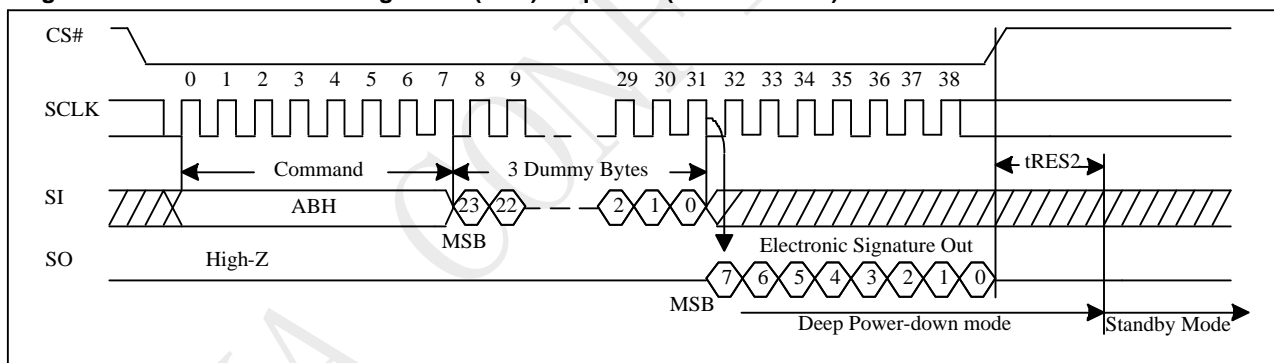 CS#
0 1 2 3 4 5 6 7 8 9 29 30 31 32 33 34 35 36 37 38
SCLK
Command 3 Dummy Bytes tRES2
SI ABH 23 22 2 1 0
MSB
SO High-Z Electronic Signature Out
7 6 5 4 3 2 1 0
MSB
Deep Power-down mode Standby Mode